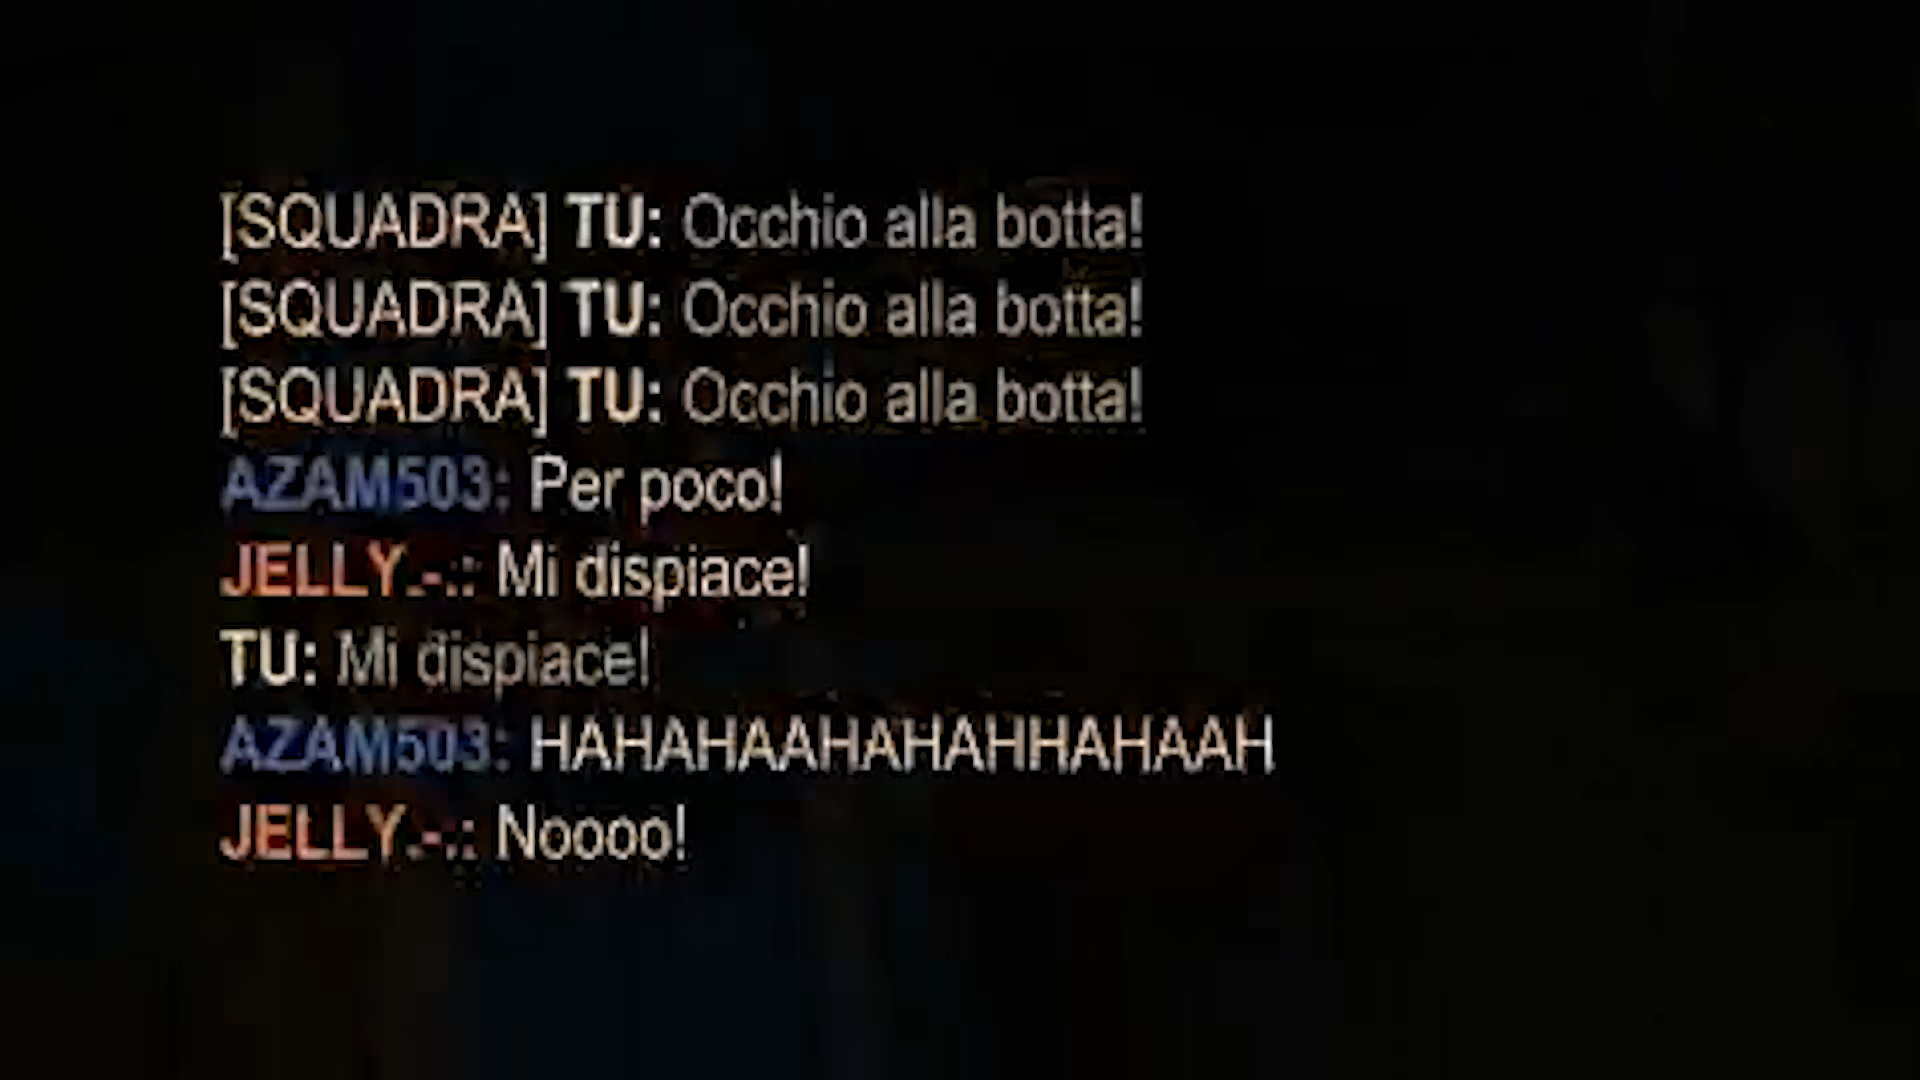 [SQUADRA] TU: Occhio alla botta!
[SQUADRA] TU: Occhio alla botta!
[SQUADRA] TU: Occhio alla botta!
AZAM503: Per poco!
JELLY.-.: Mi dispiace!
TU: Mi dispiace!
AZAM503: HAHAHAAHAHAHHAHAAH
JELLY.-.: Noooo!